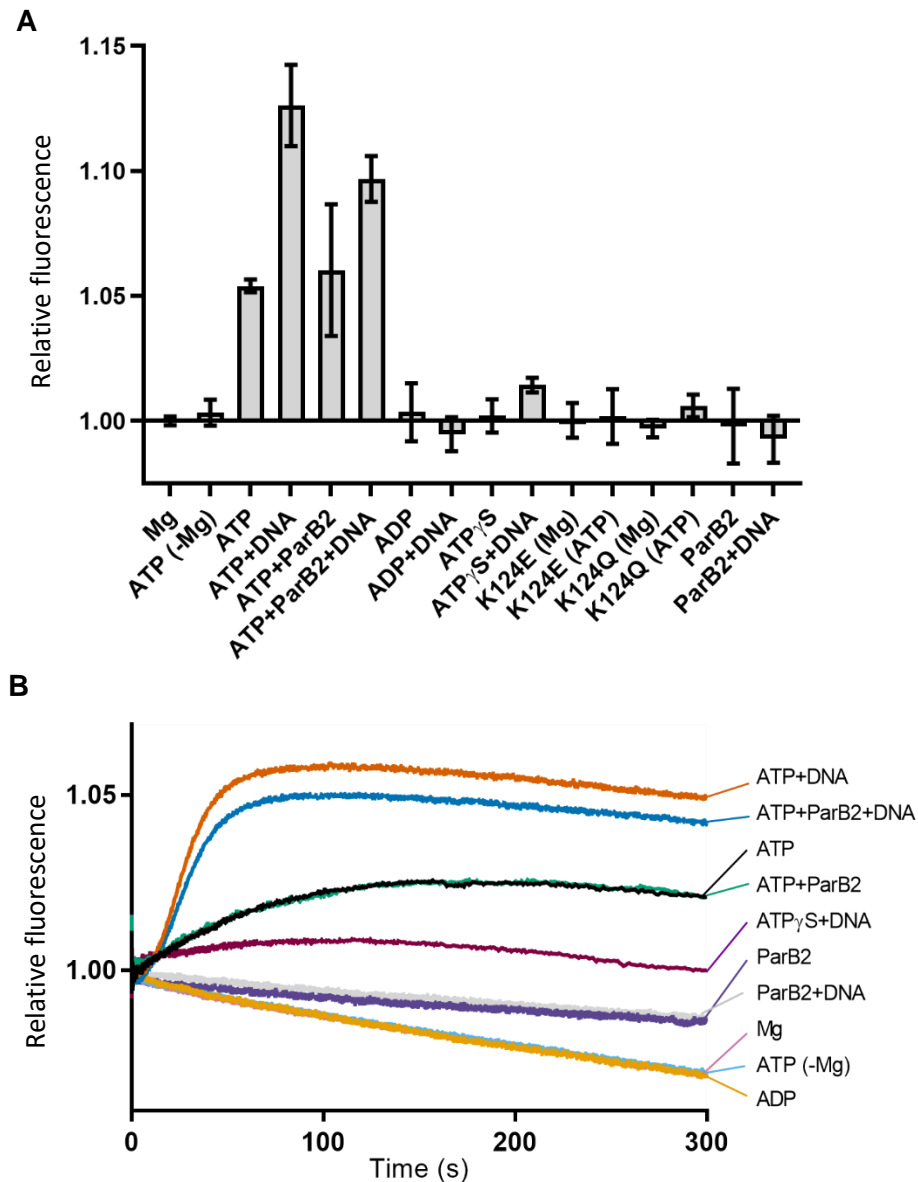 A
1.15
1.10
1.05
1.00
Relative fluorescence
Mg
ATP (-Mg)
ATP
ATP+DNA
ATP+ParB2
ATP+ParB2+DNA
ADP
ADP+DNA
ATPγS
ATPγS+DNA
K124E (Mg)
K124E (ATP)
K124Q (Mg)
K124Q (ATP)
ParB2
ParB2+DNA
B
1.05
1.00
Relative fluorescence
ATP+DNA
ATP+ParB2+DNA
ATP
ATP+ParB2
ATPγS+DNA
ParB2
ParB2+DNA
Mg
ATP (-Mg)
ADP
0 100 200 300
Time (s)